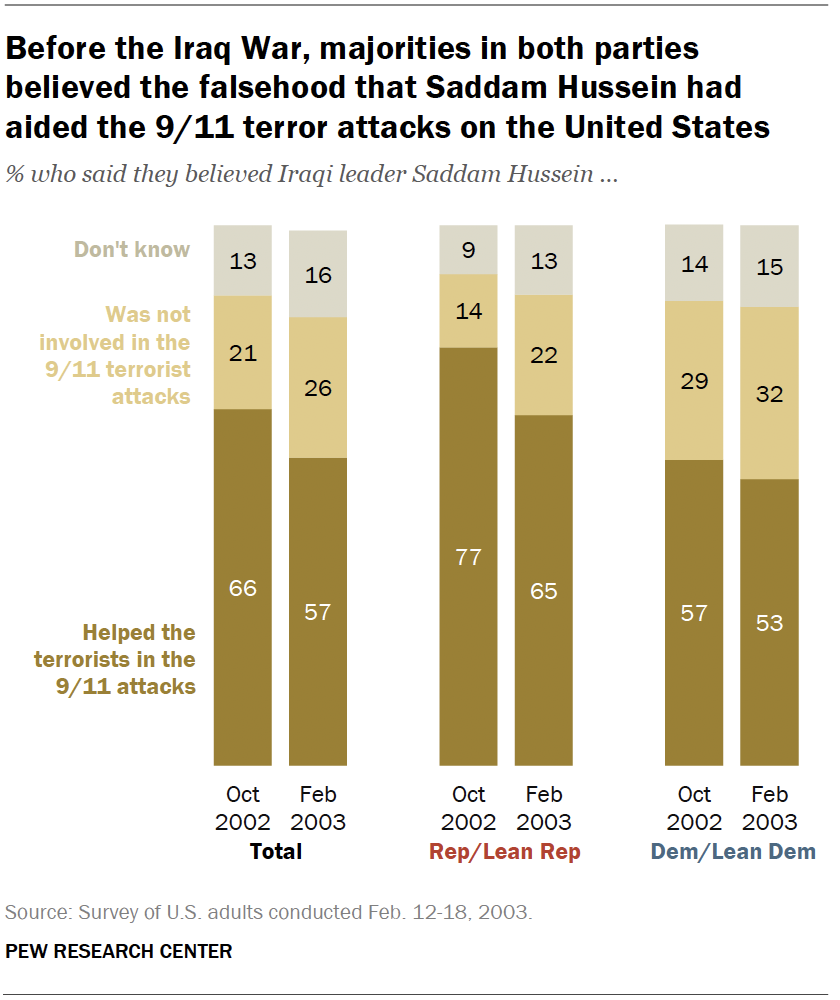 Before the Iraq War, majorities in both parties
believed the falsehood that Saddam Hussein had
aided the 9/11 terror attacks on the United States
% who said they believed Iraqi leader Saddam Hussein ...
Don't know
13
16
9
13
14
15
Was not
involved in the
9/11 terrorist
attacks
21
26
14
22
29
32
Helped the
terrorists in the
9/11 attacks
66
57
77
65
57
53
Oct
2002
Feb
2003
Oct
2002
Feb
2003
Oct
2002
Feb
2003
Total
Rep/Lean Rep
Dem/Lean Dem
Source: Survey of U.S. adults conducted Feb. 12-18, 2003.
PEW RESEARCH CENTER